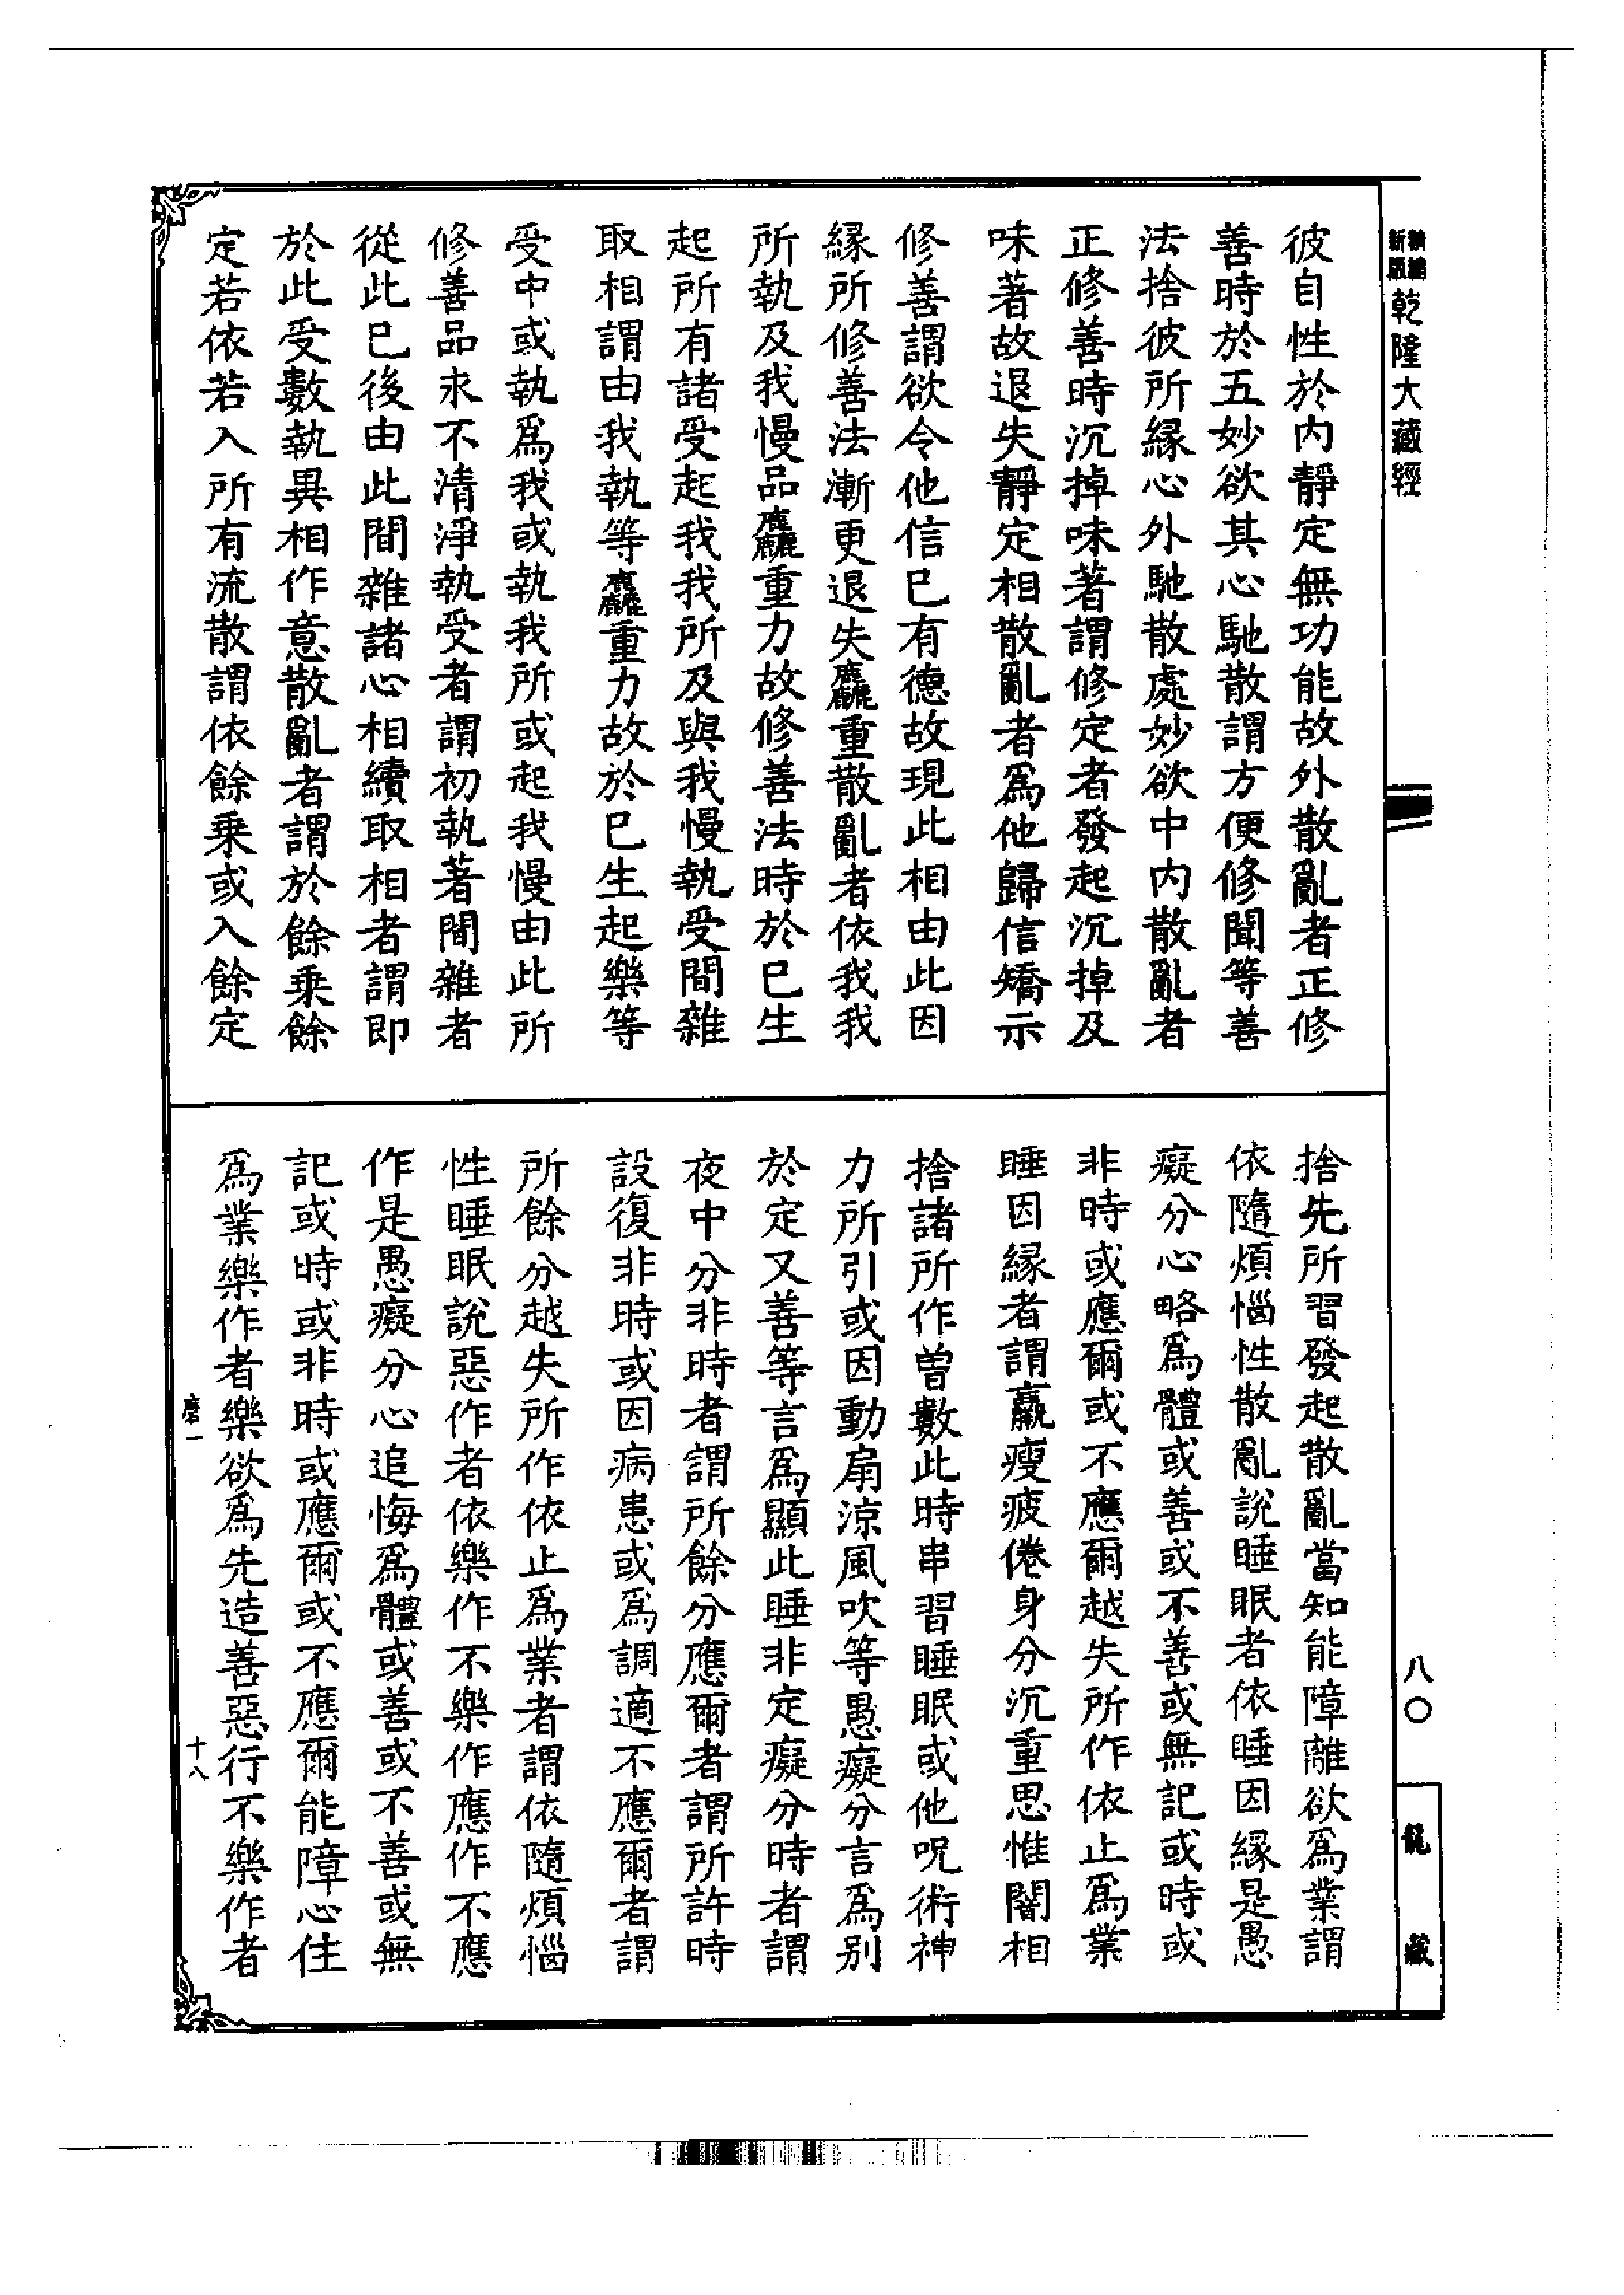 精縮新版乾隆大藏經
彼自性於内靜定無功能故外散亂者正修
善時於五妙欲其心馳散謂方便修聞等善
法捨彼所縁心外馳散處妙欲中内散亂者
正修善時沉掉味著謂修定者發起沉掉及
味著故退失靜定相散亂者爲他歸信矯示
修善謂欲令他信已有德故現此相由此因
縁所修善法漸更退失麤重散亂者依我我
所執及我慢品麤重力故修善法時於已生
起所有諸受起我我所及與我慢執受間雜
取相謂由我執等麤重力故於已生起樂等
受中或執爲我或執我所或起我慢由此所
修善品永不清淨執受者謂初執著間雜者
從此已後由此間雜諸心相續取相者謂即
於此受數執異相作意散亂者謂於餘乗餘
定若依若入所有流散謂依餘乗或入餘定
捨先所習發起散亂當知能障離欲爲業謂
依隨煩惱性散亂説睡眠者依睡因縁是愚
癡分心略爲體或善或不善或無記或時或
非時或應爾或不應爾越失所作依止爲業
睡因縁者謂羸瘦疲倦身分沉重思惟闇相
捨諸所作曾數此時串習睡眠或他呪術神
力所引或因動扇涼風吹等愚癡分言爲別
於定又善等言爲顯此睡非定癡分時者謂
夜中分非時者謂所餘分應爾者謂所許時
設復非時或因病患或爲調適不應爾者謂
所餘分越失所作依止爲業者謂依隨煩惱
性睡眠説惡作者依樂作不樂作應作不應
作是愚癡分心追悔爲體或善或不善或無
記或時或非時或應爾或不應爾能障心住
爲業樂作者樂欲爲先造善惡行不樂作者
磨一
十八
八〇
龍藏